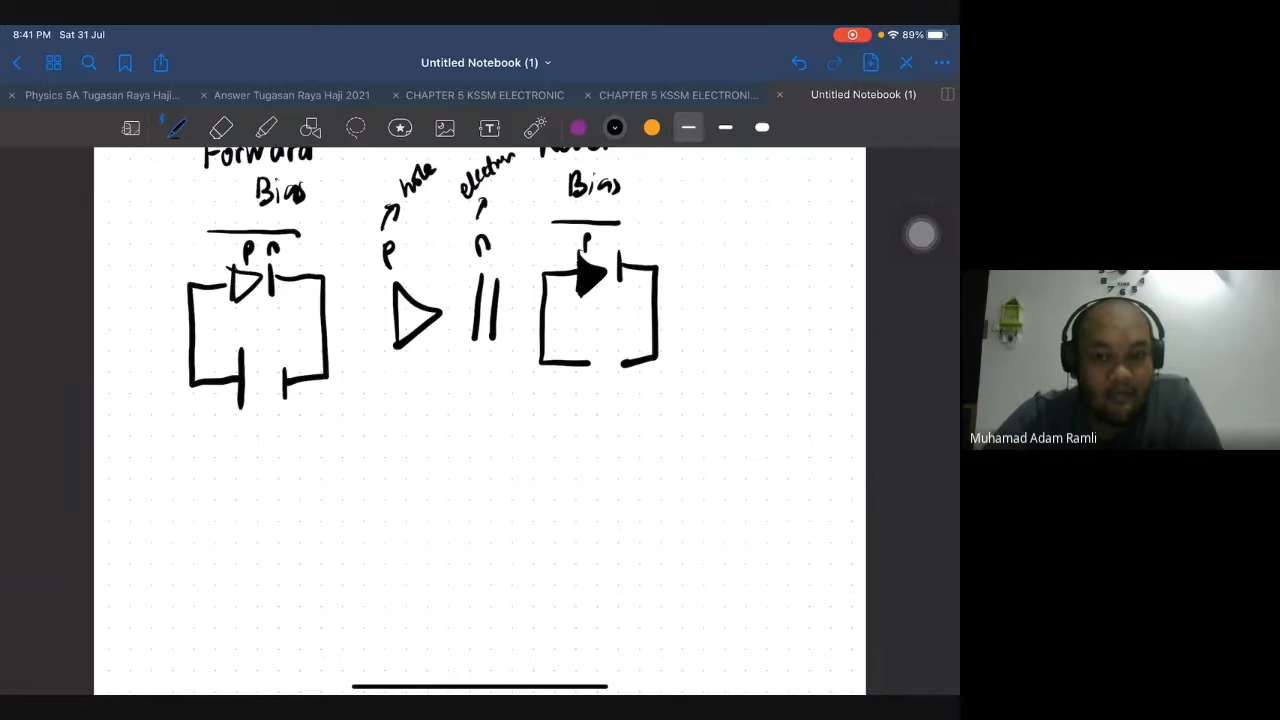 8:41 PM Sat 31 Jul
89%
Untitled Notebook (1)
Physics 5A Tugasan Raya Haji...
Answer Tugasan Raya Haji 2021
CHAPTER 5 KSSM ELECTRONIC
CHAPTER 5 KSSM ELECTRONI...
Untitled Notebook (1)
Forward
Bias
hole
electron
Bias
p n
p
n
p
Muhamad Adam Ramli